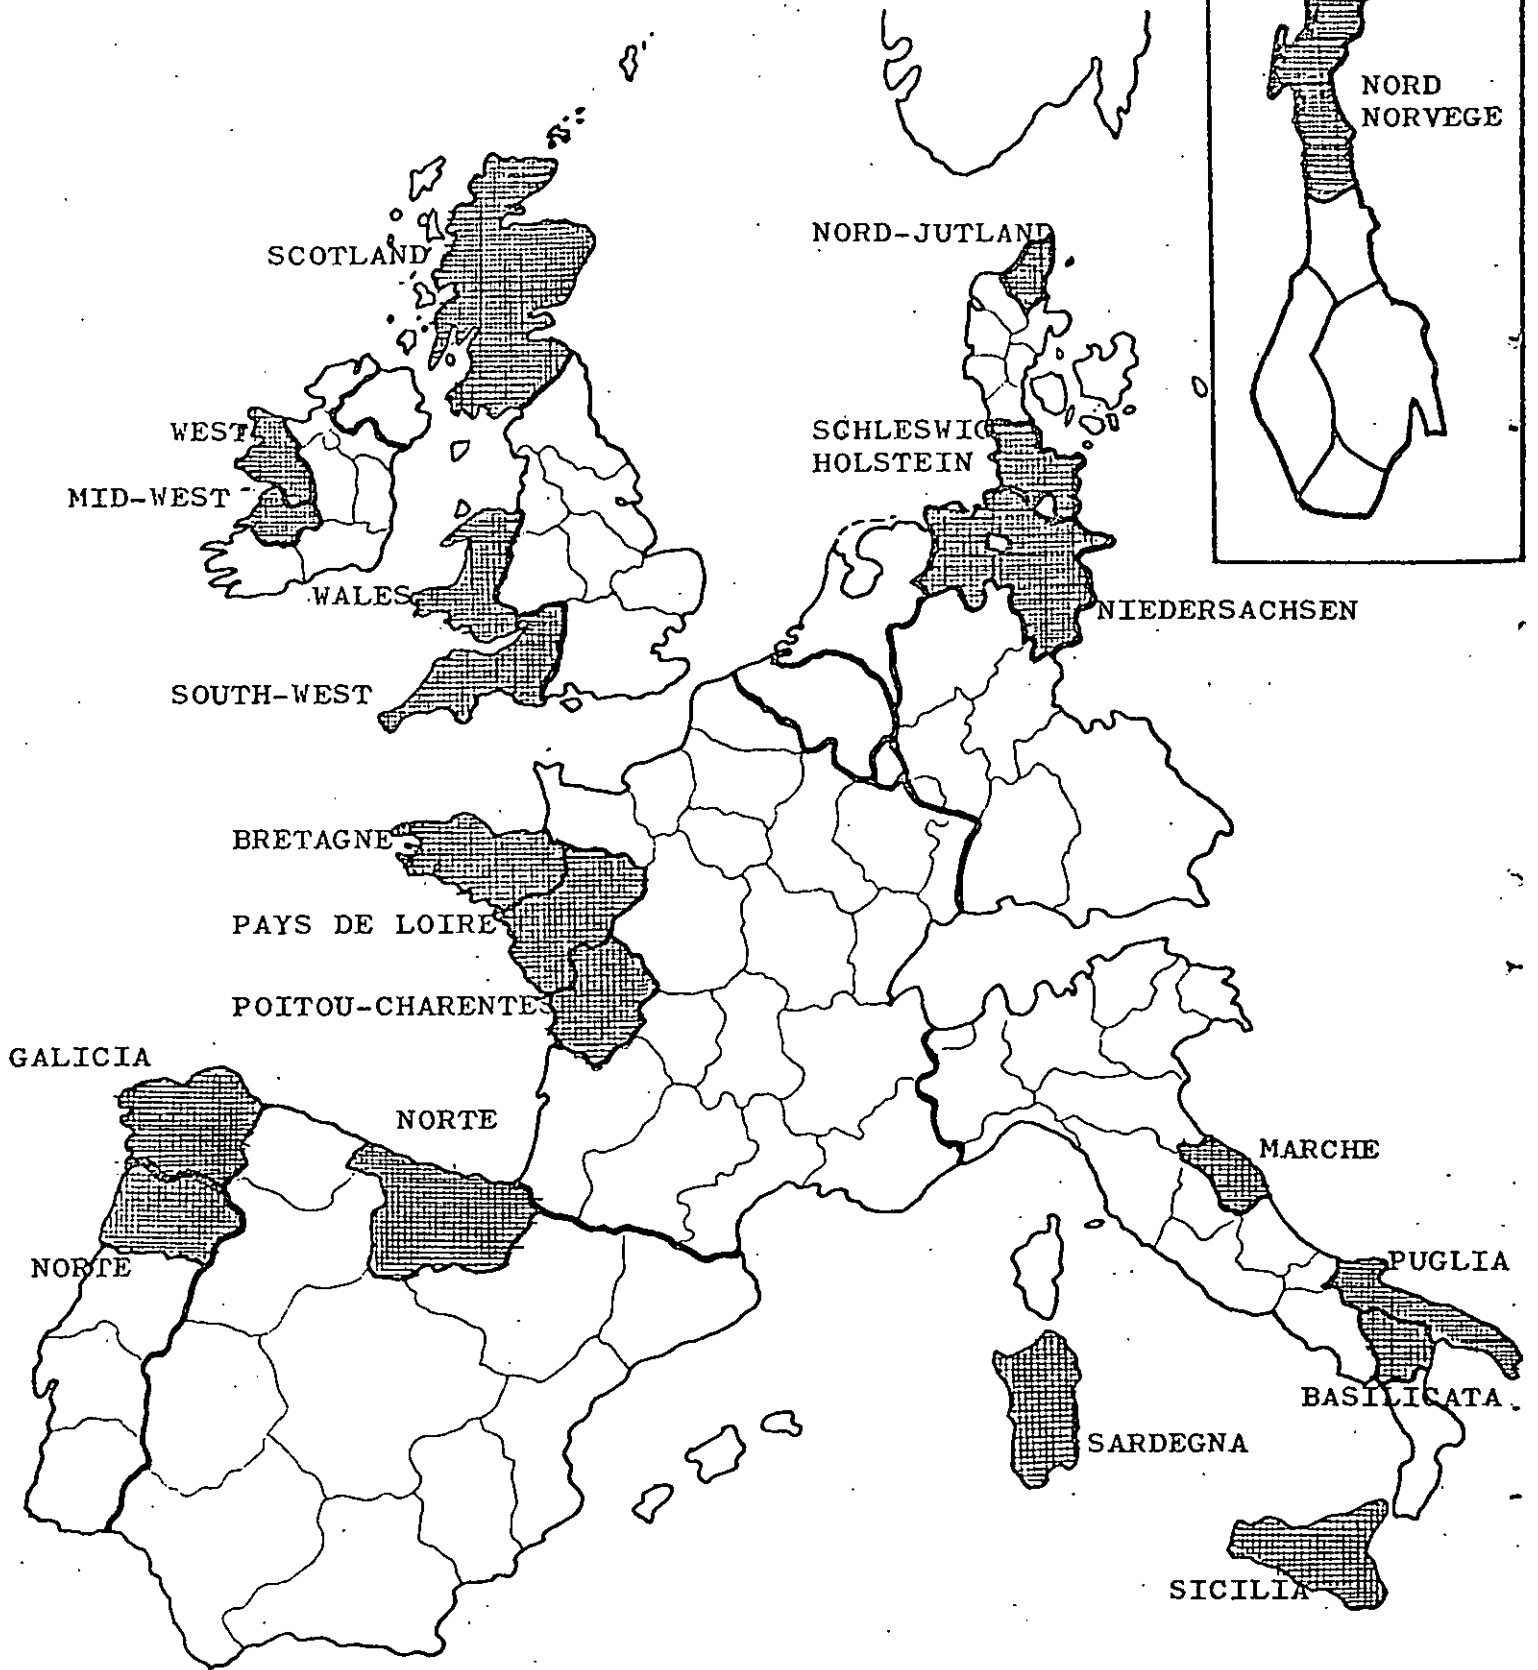 NORD
NORVEGE
NORD-JUTLAND
SCOTLAND
WEST
SCHLESWIG
HOLSTEIN
MID-WEST
WALES
NIEDERSACHSEN
SOUTH-WEST
BRETAGNE
PAYS DE LOIRE
POITOU-CHARENTES
GALICIA
NORTE
MARCHE
NORTE
PUGLIA
BASILICATA
SARDEGNA
SICILIA